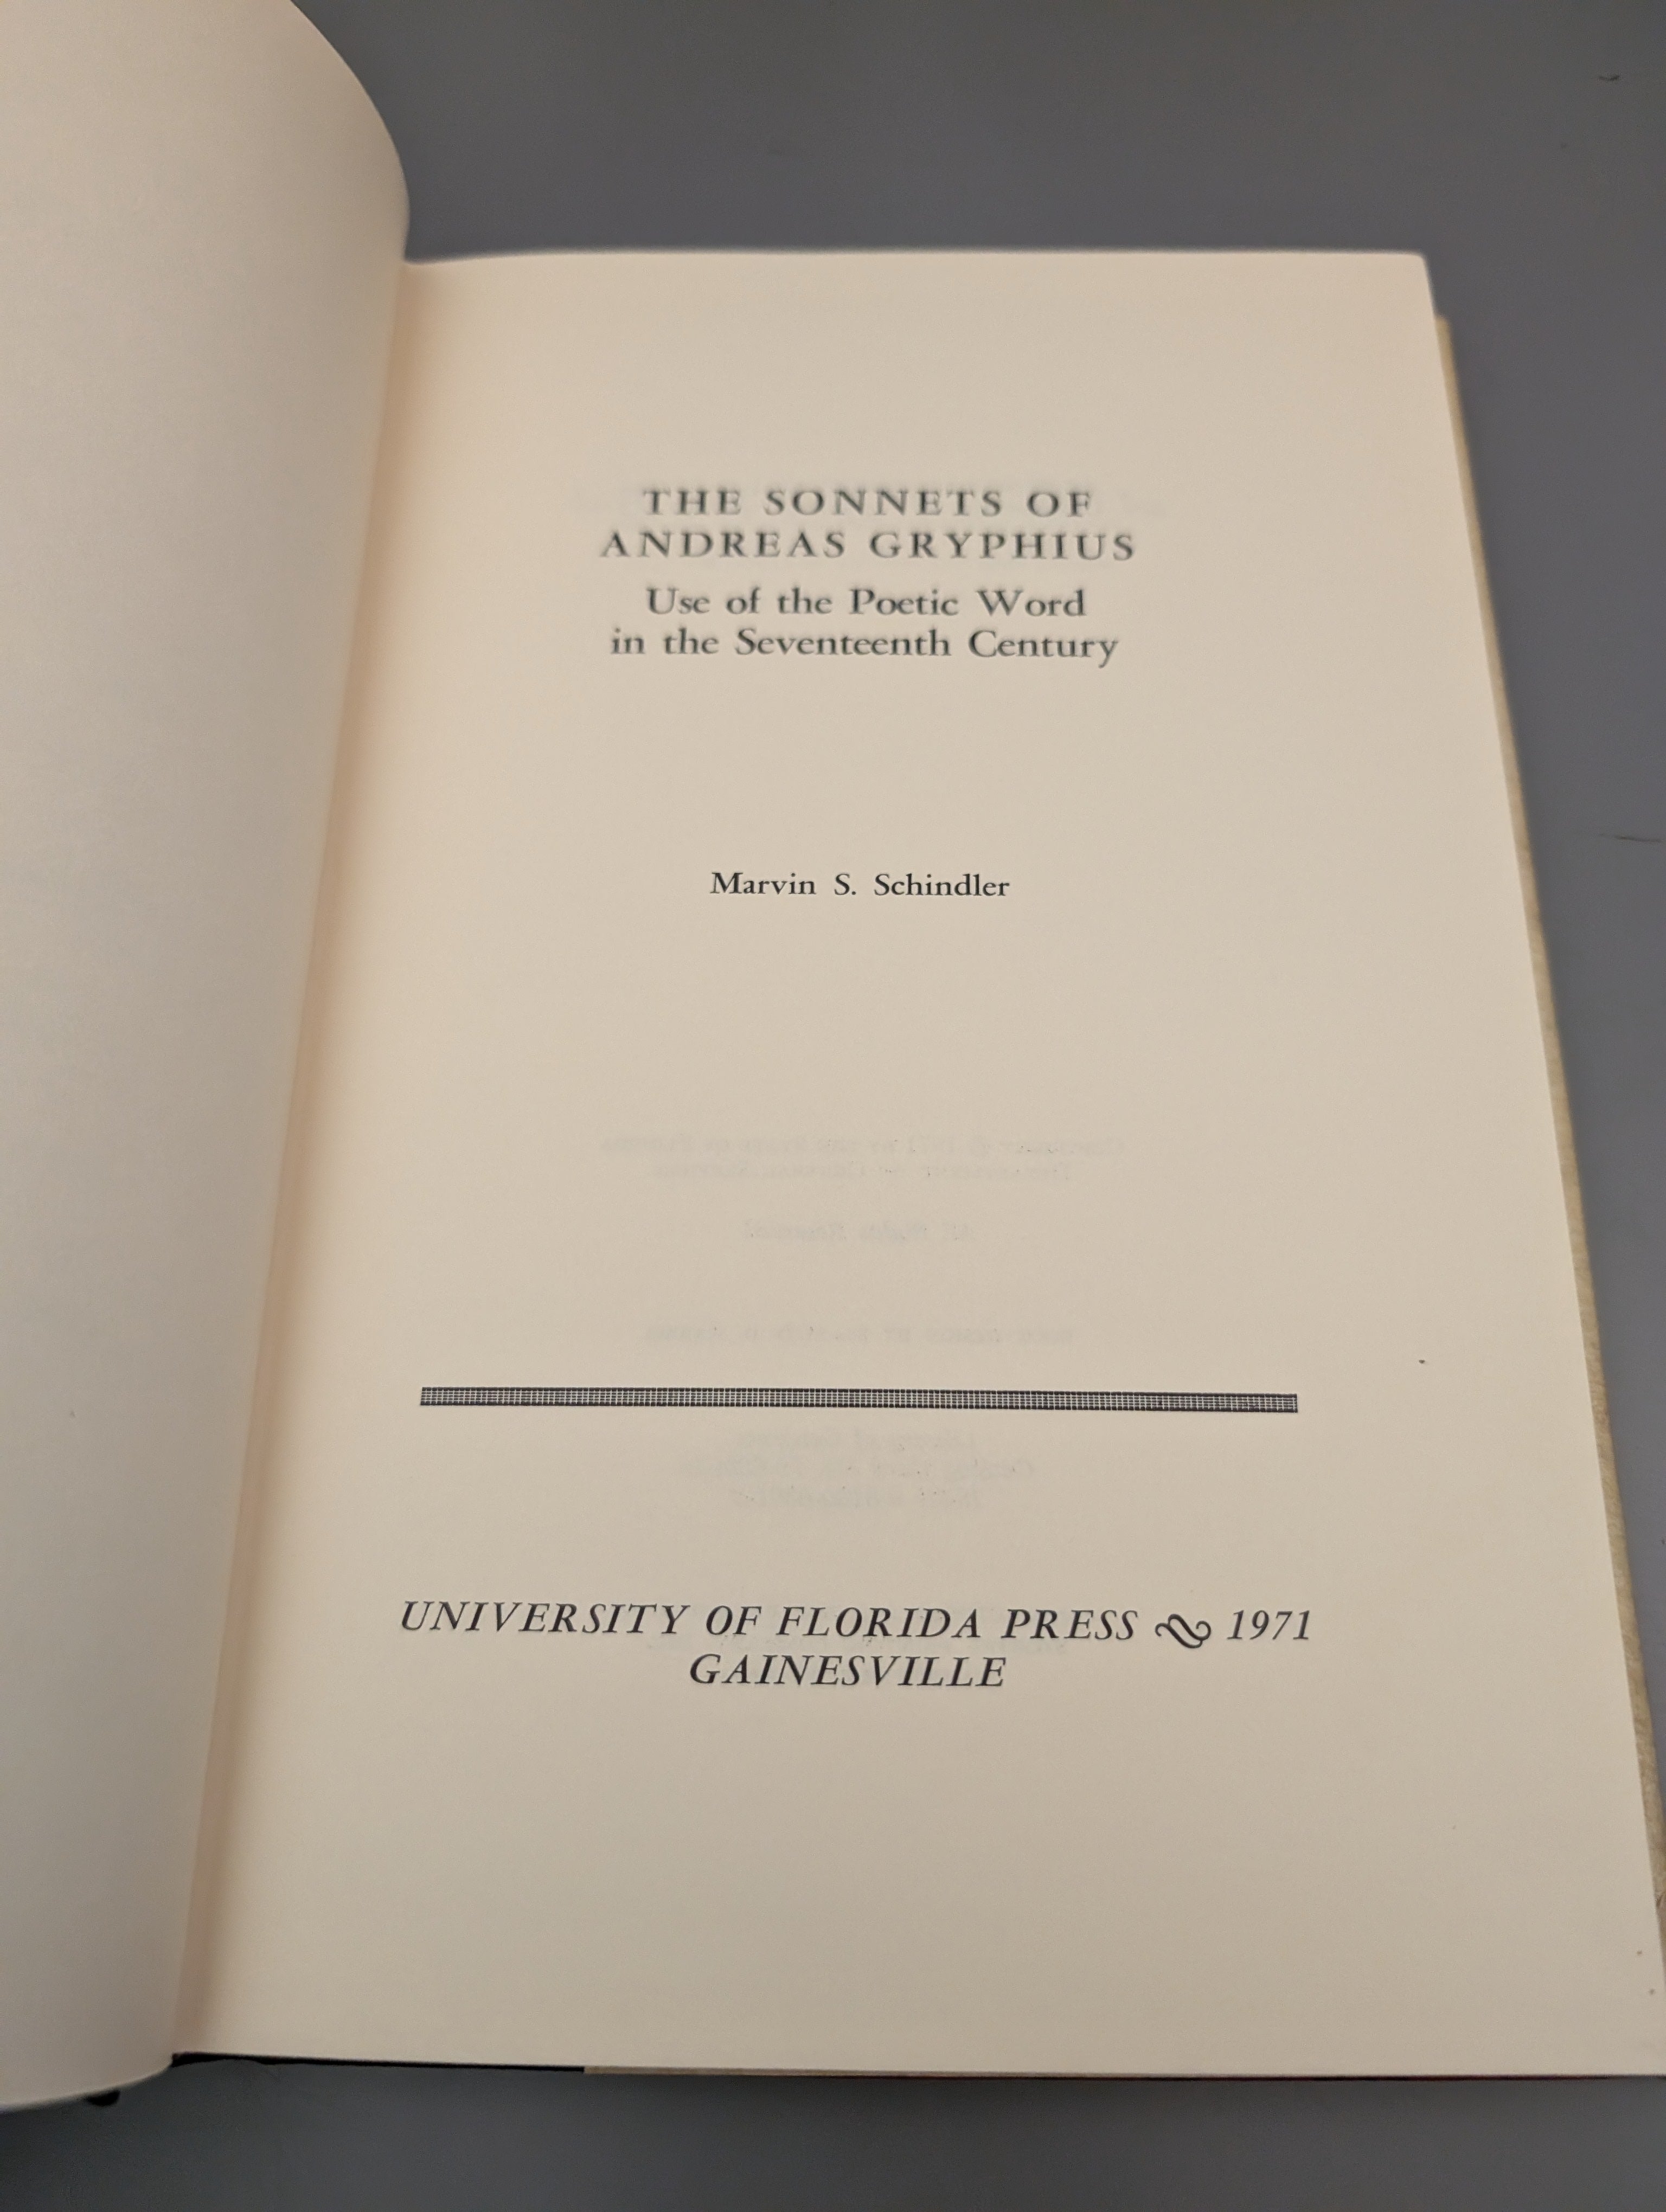 THE SONNETS OF
ANDREAS GRYPHIUS
Use of the Poetic Word
in the Seventeenth Century
Marvin S. Schindler
UNIVERSITY OF FLORIDA PRESS 1971
GAINESVILLE